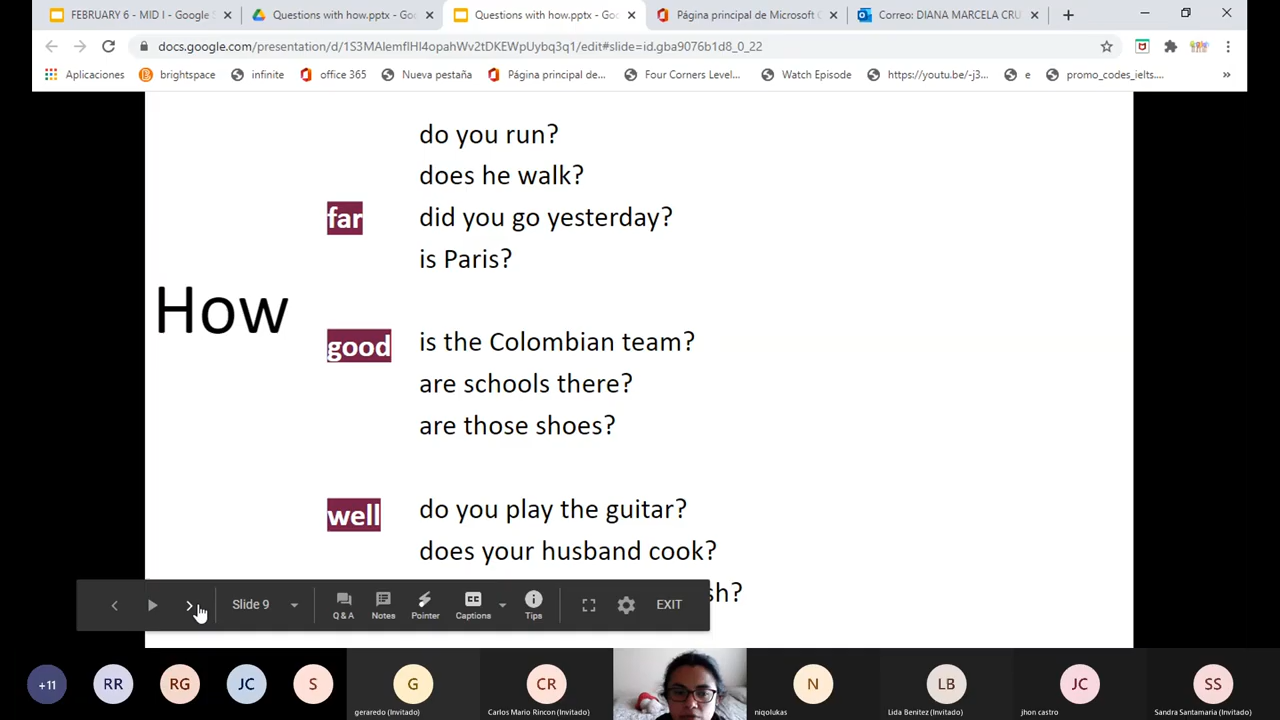 FEBRUARY 6 - MID I - Google S
Questions with how.pptx - Goo
Questions with how.pptx - Goo
Página principal de Microsoft O
Correo: DIANA MARCELA CRU
docs.google.com/presentation/d/1S3MAIemflHI4opahWv2tDKEWpUybq3q1/edit#slide=id.gba9076b1d8_0_22
Aplicaciones
brightspace
infinite
office 365
Nueva pestaña
Página principal de...
Four Corners Level...
Watch Episode
https://youtu.be/-j3...
e
promo_codes_ielts....
»
do you run?
does he walk?
far did you go yesterday?
is Paris?
How
good is the Colombian team?
are schools there?
are those shoes?
well do you play the guitar?
does your husband cook?
sh?
Slide 9
Q & A
Notes
Pointer
Captions
Tips
EXIT
+11
RR
RG
JC
S
G
CR
N
LB
JC
SS
geraredo (Invitado)
Carlos Mario Rincon (Invitado)
niqolukas
Lida Benitez (Invitado)
jhon castro
Sandra Santamaria (Invitado)